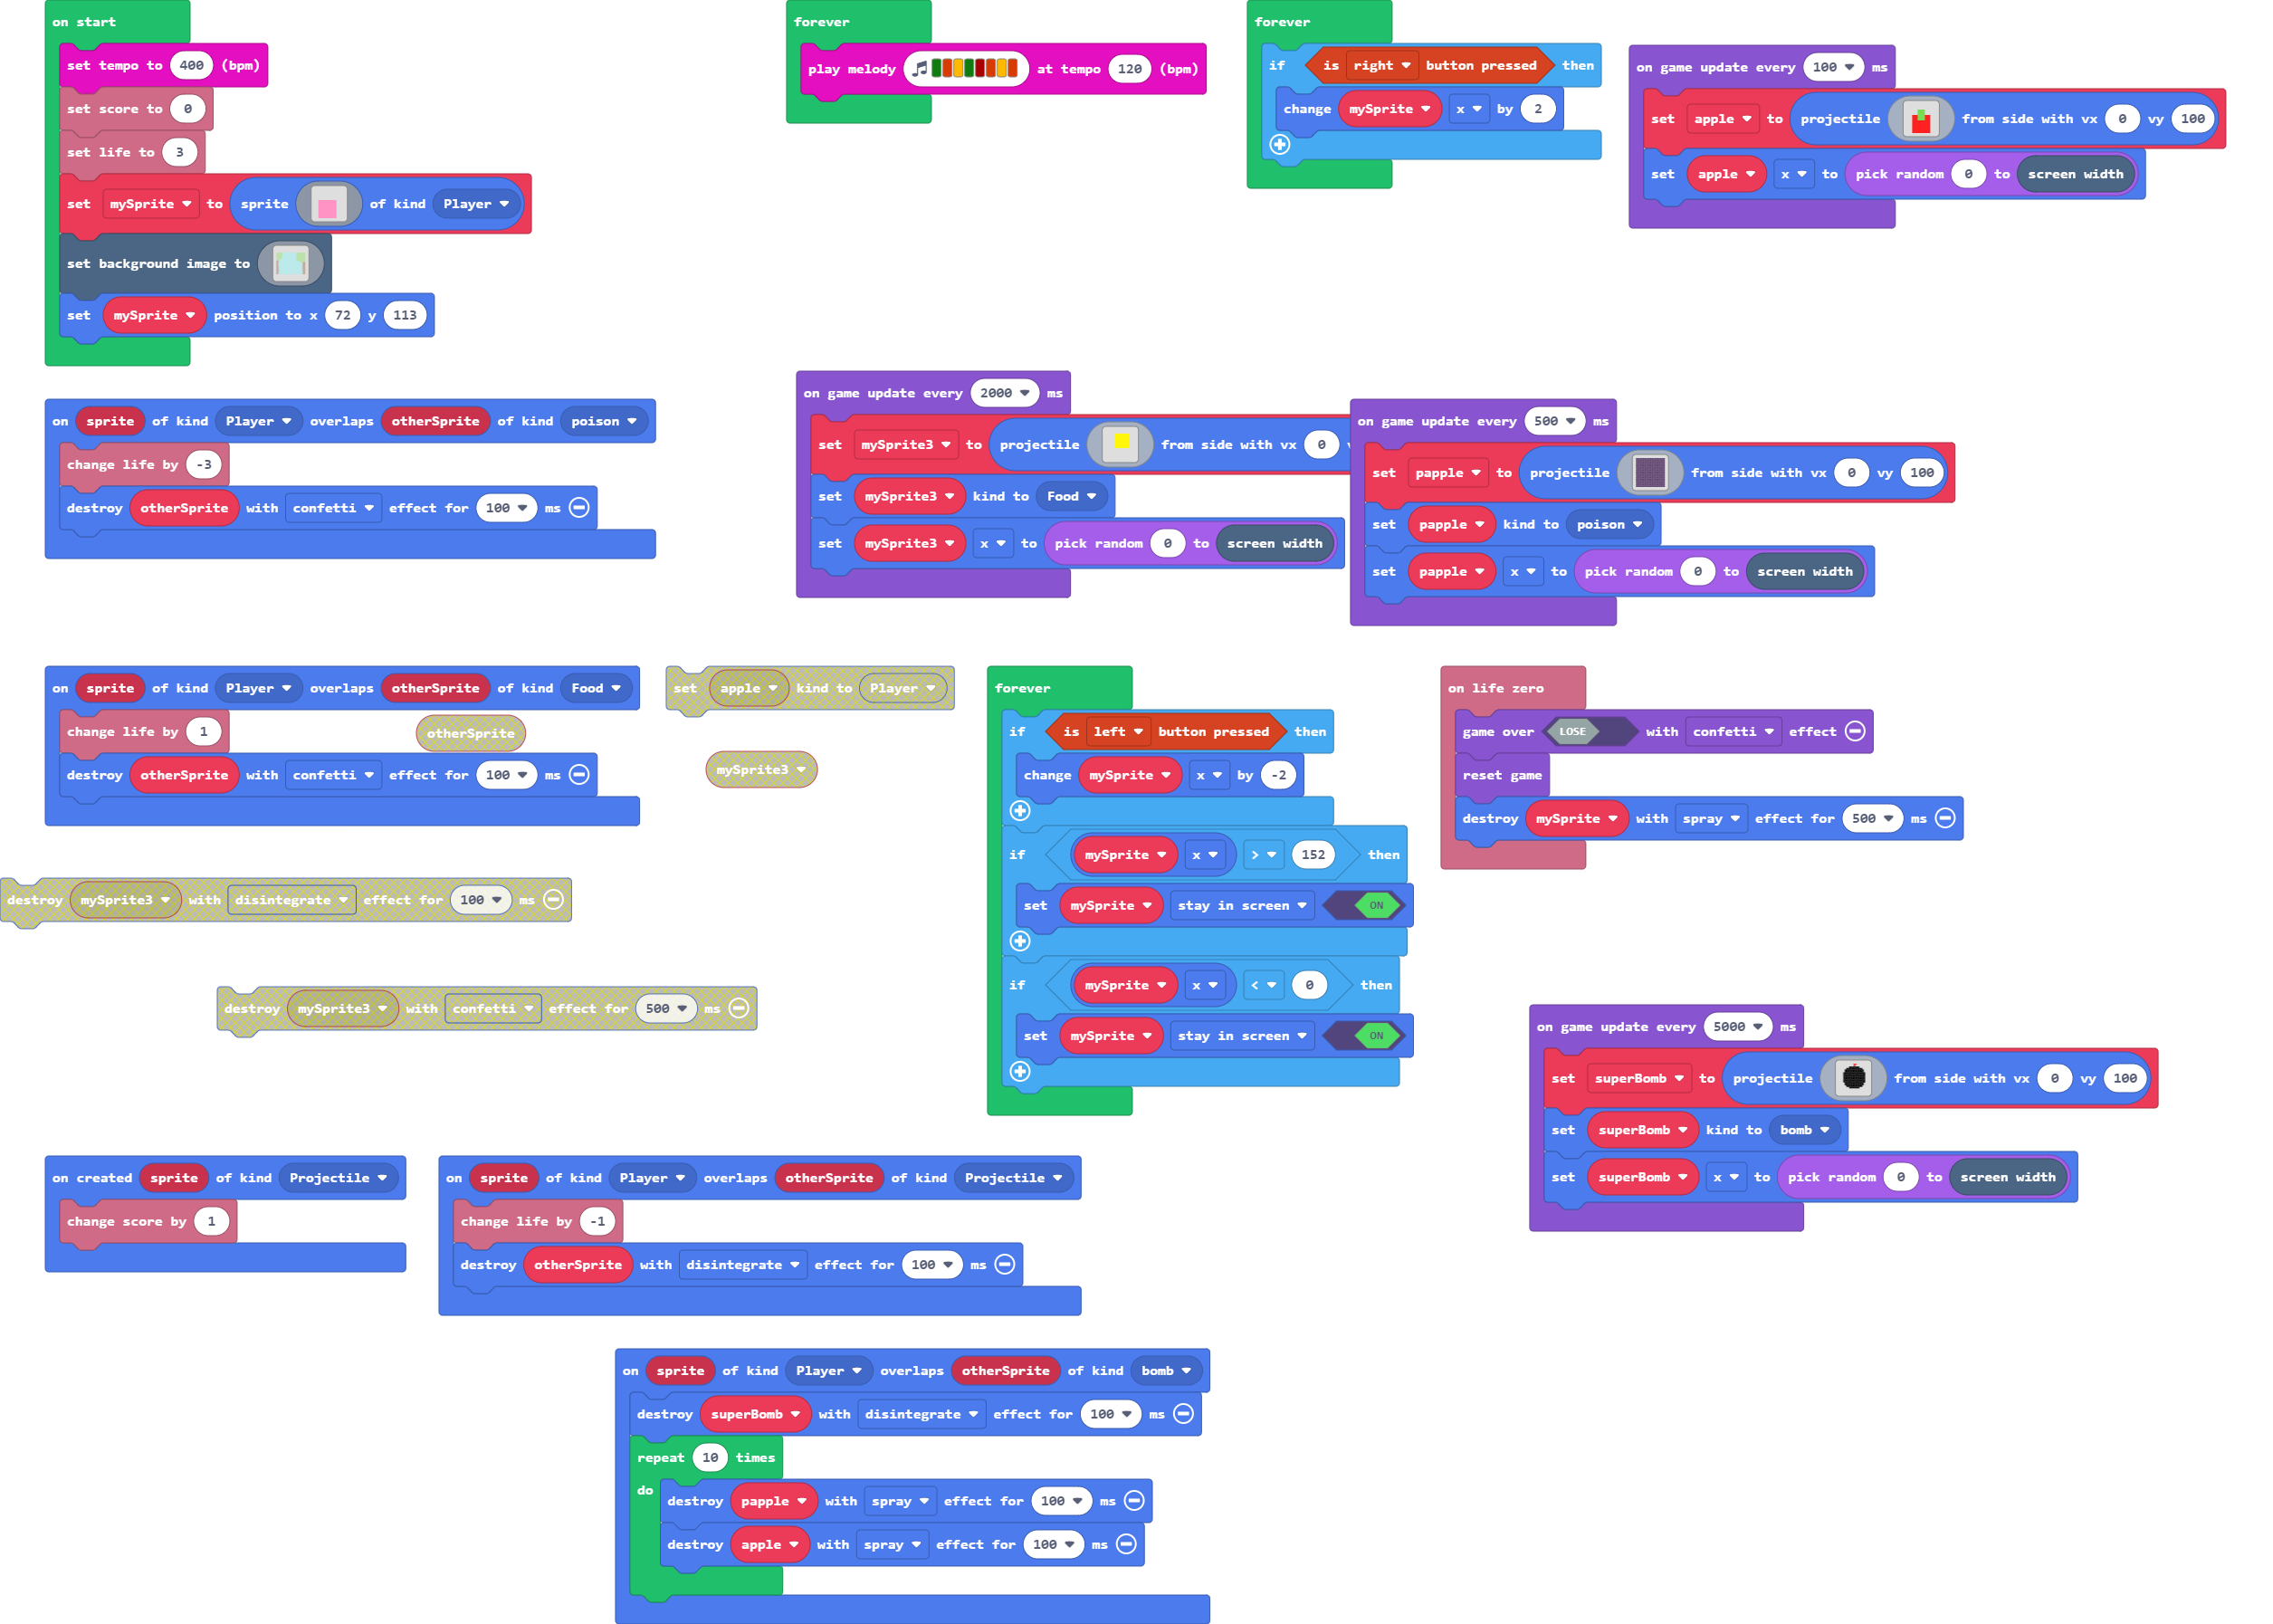 on start
set tempo to 400 (bpm)
set score to 0
set life to 3
set mySprite to sprite of kind Player
set background image to
set mySprite position to x 72 y 113
forever
play melody at tempo 120 (bpm)
forever
if is right button pressed then
change mySprite x by 2
on game update every 100 ms
set apple to projectile from side with vx 0 vy 100
set apple x to pick random 0 to screen width
on sprite of kind Player overlaps otherSprite of kind poison
change life by -3
destroy otherSprite with confetti effect for 100 ms
on game update every 2000 ms
set mySprite3 to projectile from side with vx 0
set mySprite3 kind to Food
set mySprite3 x to pick random 0 to screen width
on game update every 500 ms
set papple to projectile from side with vx 0 vy 100
set papple kind to poison
set papple x to pick random 0 to screen width
on sprite of kind Player overlaps otherSprite of kind Food
change life by 1
destroy otherSprite with confetti effect for 100 ms
otherSprite
set apple kind to Player
mySprite3
forever
if is left button pressed then
change mySprite x by -2
if mySprite x > 152 then
set mySprite stay in screen ON
if mySprite x < 0 then
set mySprite stay in screen ON
on life zero
game over LOSE with confetti effect
reset game
destroy mySprite with spray effect for 500 ms
destroy mySprite3 with disintegrate effect for 100 ms
destroy mySprite3 with confetti effect for 500 ms
on game update every 5000 ms
set superBomb to projectile from side with vx 0 vy 100
set superBomb kind to bomb
set superBomb x to pick random 0 to screen width
on created sprite of kind Projectile
change score by 1
on sprite of kind Player overlaps otherSprite of kind Projectile
change life by -1
destroy otherSprite with disintegrate effect for 100 ms
on sprite of kind Player overlaps otherSprite of kind bomb
destroy superBomb with disintegrate effect for 100 ms
repeat 10 times
do destroy papple with spray effect for 100 ms
destroy apple with spray effect for 100 ms